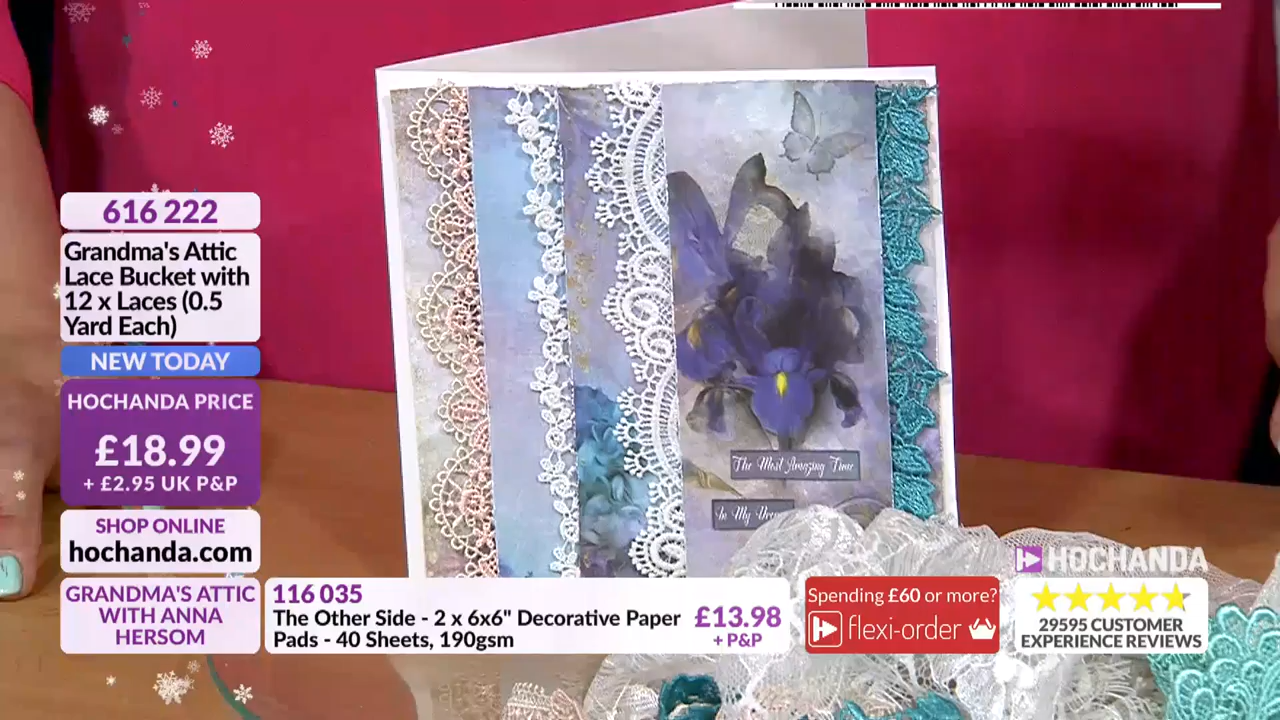 616 222
Grandma's Attic
Lace Bucket with
12 x Laces (0.5
Yard Each)
NEW TODAY
HOCHANDA PRICE
£18.99
+ £2.95 UK P&P
SHOP ONLINE
hochanda.com
GRANDMA'S ATTIC
WITH ANNA
HERSOM
116 035
The Other Side - 2 x 6x6" Decorative Paper
Pads - 40 Sheets, 190gsm
£13.98
+ P&P
Spending £60 or more?
flexi-order
HOCHANDA
29595 CUSTOMER
EXPERIENCE REVIEWS
The Most Amazing Time
In My